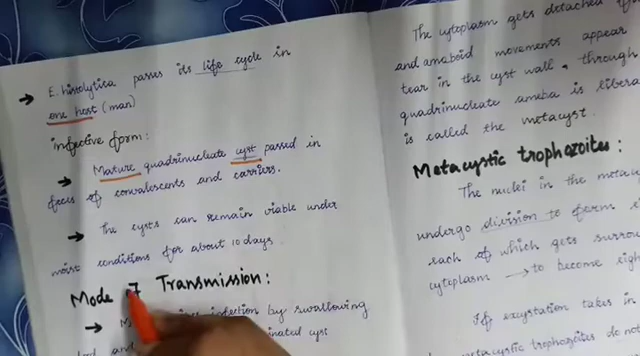 → E. histolytica passes its life cycle in
one host (man)
infective form:
→ Mature quadrinucleate cyst passed in
feces of convalescents and carriers.
→ The cysts can remain viable under
moist conditions for about 10 days.
Mode of Transmission:
→ infection by swallowing
cyst
The cytoplasm gets detached
and amoeboid movements appear
tear in the cyst wall, through
quadrinucleate amoeba is
is called the metacyst.
Metacystic trophozoites:
The nuclei in the
undergo division to form
each of which gets
cytoplasm → to become
If excystation takes in
metacystic trophozoites do